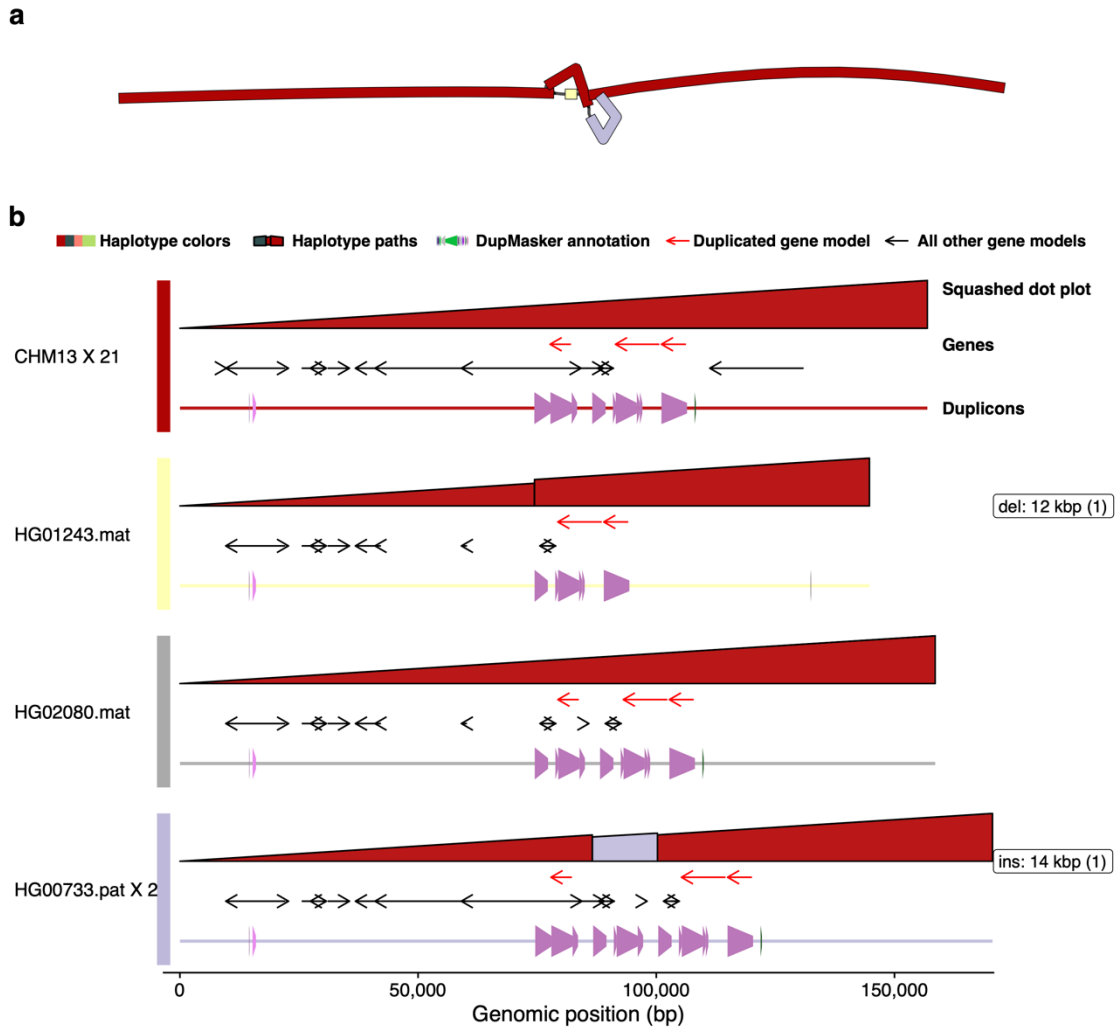 a
b
Haplotype colors
Haplotype paths
DupMasker annotation
Duplicated gene model
All other gene models
Squashed dot plot
CHM13 X 21
Genes
Duplicons
del: 12 kbp (1)
HG01243.mat
HG02080.mat
ins: 14 kbp (1)
HG00733.pat X 2
0
50,000
100,000
150,000
Genomic position (bp)